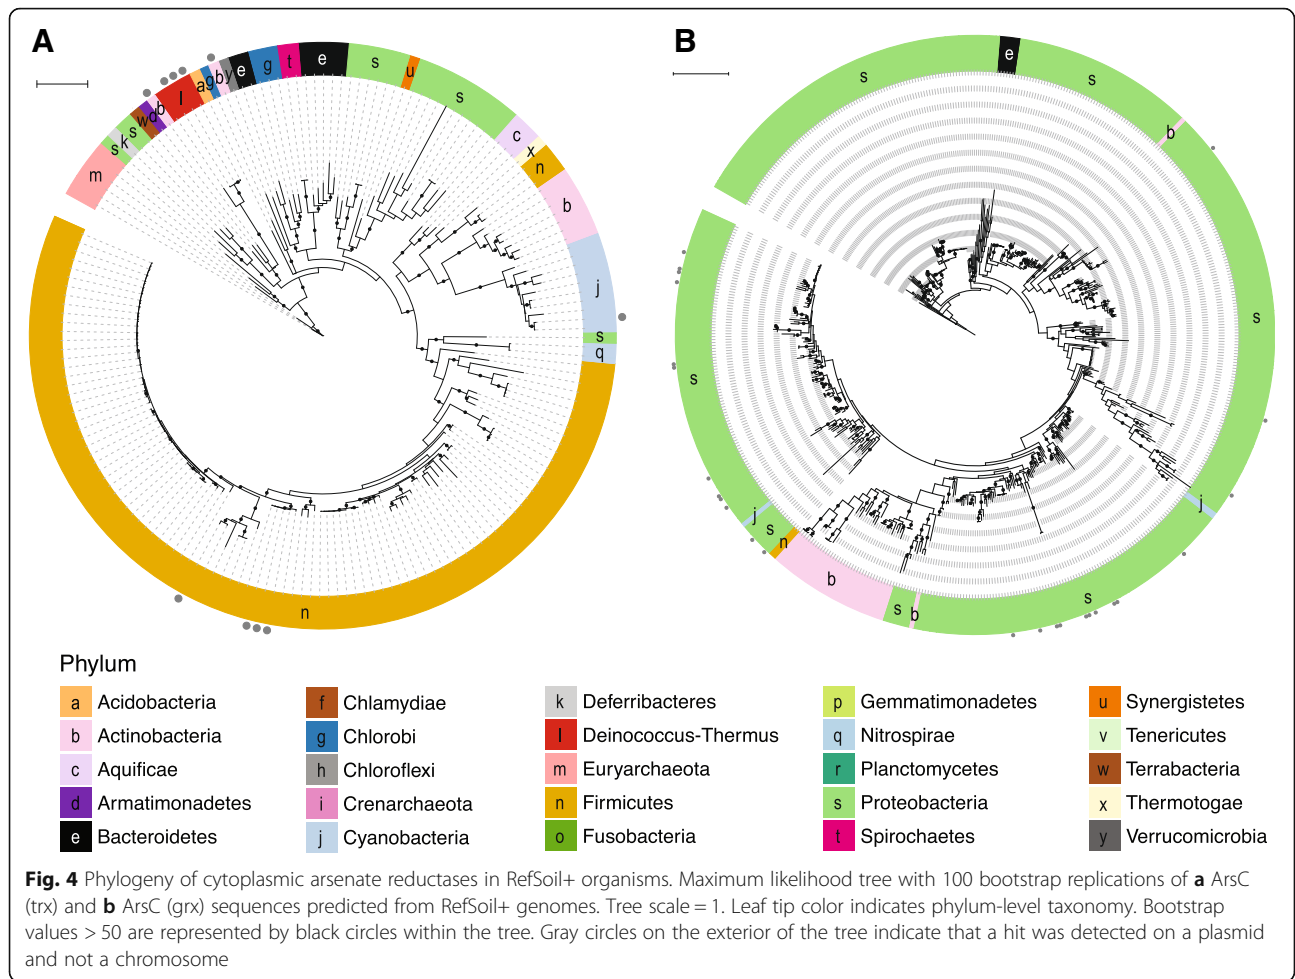 A
B
e
g
t
e
s
u
s
c
x
n
b
j
s
q
n
m
s
k
s
w
d
b
l
a
g
b
y
s
e
s
b
s
j
s
b
s
b
n
s
j
s
Phylum
a Acidobacteria
b Actinobacteria
c Aquificae
d Armatimonadetes
e Bacteroidetes
f Chlamydiae
g Chlorobi
h Chloroflexi
i Crenarchaeota
j Cyanobacteria
k Deferribacteres
l Deinococcus-Thermus
m Euryarchaeota
n Firmicutes
o Fusobacteria
p Gemmatimonadetes
q Nitrospirae
r Planctomycetes
s Proteobacteria
t Spirochaetes
u Synergistetes
v Tenericutes
w Terrabacteria
x Thermotogae
y Verrucomicrobia
Fig. 4 Phylogeny of cytoplasmic arsenate reductases in RefSoil+ organisms. Maximum likelihood tree with 100 bootstrap replications of a ArsC
(trx) and b ArsC (grx) sequences predicted from RefSoil+ genomes. Tree scale = 1. Leaf tip color indicates phylum-level taxonomy. Bootstrap
values > 50 are represented by black circles within the tree. Gray circles on the exterior of the tree indicate that a hit was detected on a plasmid
and not a chromosome